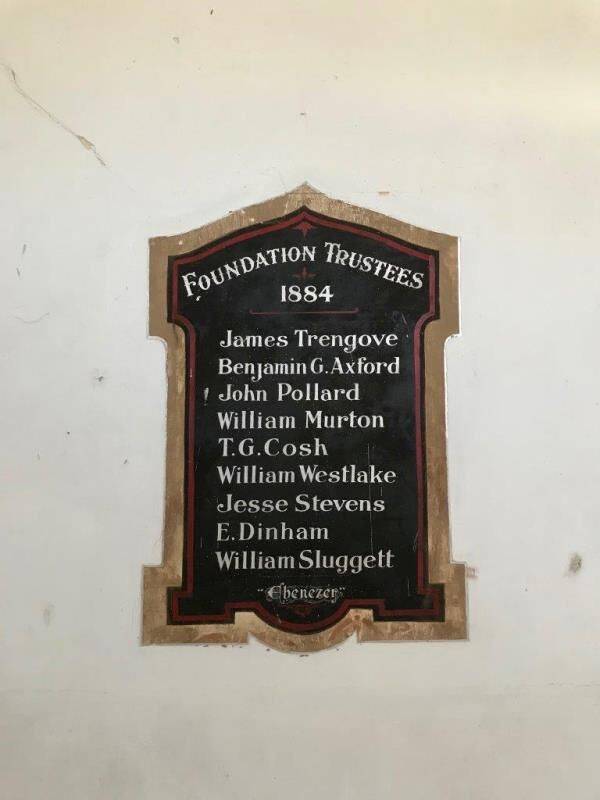 FOUNDATION TRUSTEES
1884
James Trengove
Benjamin G. Axford
John Pollard
William Murton
T. G. Cosh
William Westlake
Jesse Stevens
E. Dinham
William Sluggett
"Ebenezer"